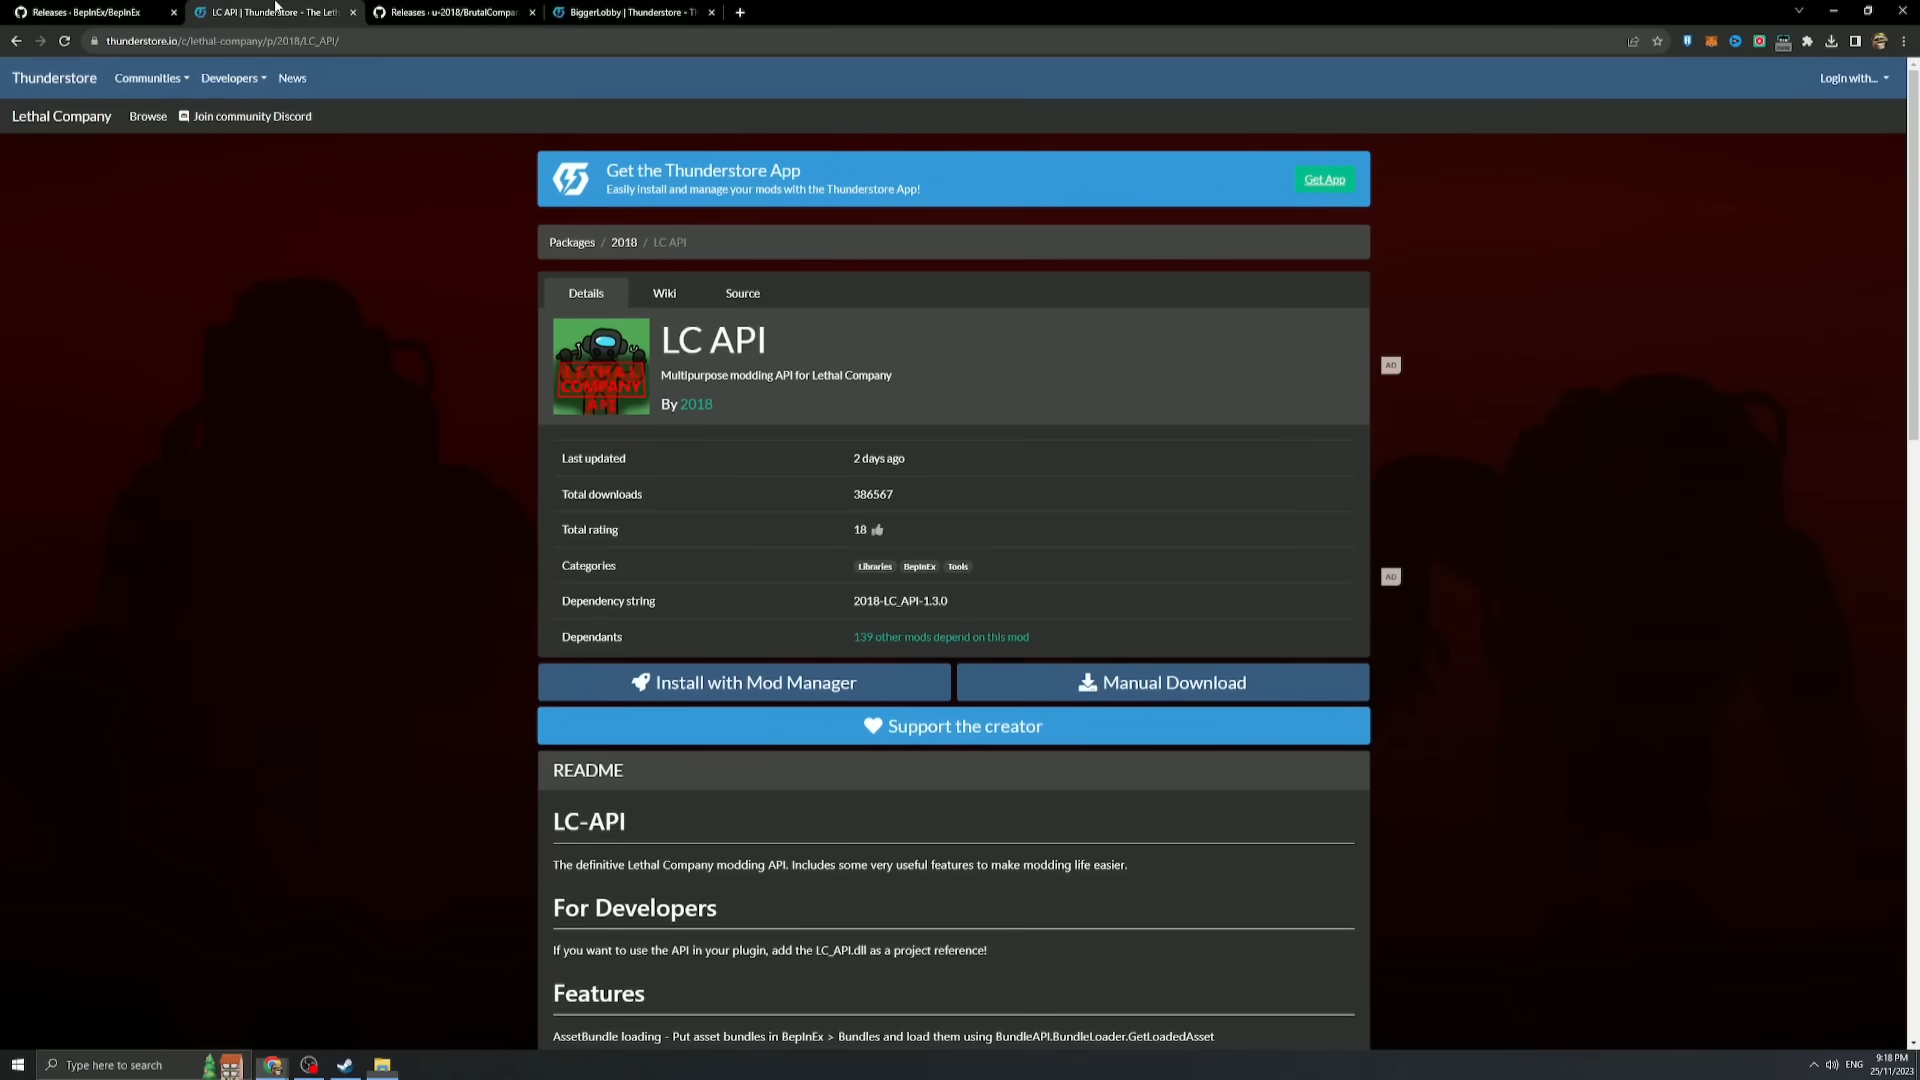 Releases · BepInEx/BepInEx
LC API | Thunderstore - The Leth
Releases · u-2018/BrutalCompan
BiggerLobby | Thunderstore - Th
thunderstore.io/c/lethal-company/p/2018/LC_API/
Thunderstore Communities Developers News Login with...
Lethal Company Browse Join community Discord
Get the Thunderstore App
Easily install and manage your mods with the Thunderstore App!
Get App
Packages / 2018 / LC API
Details Wiki Source
LETHAL
COMPANY
API
LC API
Multipurpose modding API for Lethal Company
By 2018
AD
Last updated 2 days ago
Total downloads 386567
Total rating 18
Categories Libraries BepInEx Tools
AD
Dependency string 2018-LC_API-1.3.0
Dependants 139 other mods depend on this mod
Install with Mod Manager Manual Download
Support the creator
README
LC-API
The definitive Lethal Company modding API. Includes some very useful features to make modding life easier.
For Developers
If you want to use the API in your plugin, add the LC_API.dll as a project reference!
Features
AssetBundle loading - Put asset bundles in BepInEx > Bundles and load them using BundleAPI.BundleLoader.GetLoadedAsset
Type here to search
ENG
9:18 PM
25/11/2023